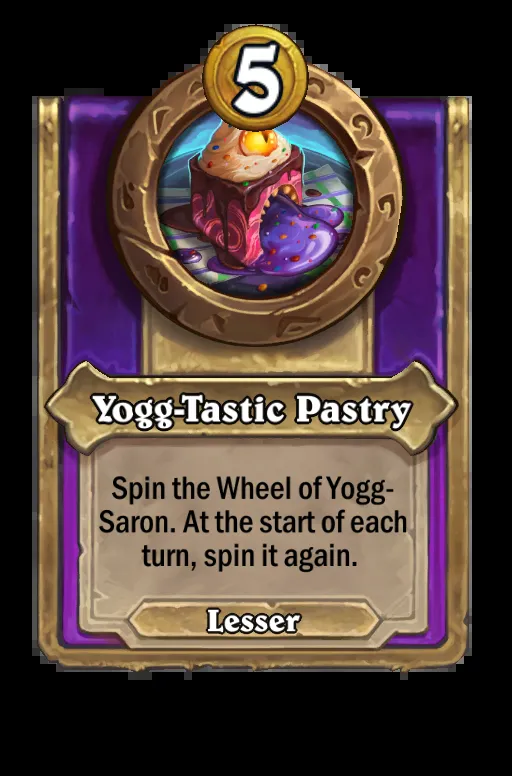 5
Yogg-Tastic Pastry
Spin the Wheel of Yogg-
Saron. At the start of each
turn, spin it again.
Lesser